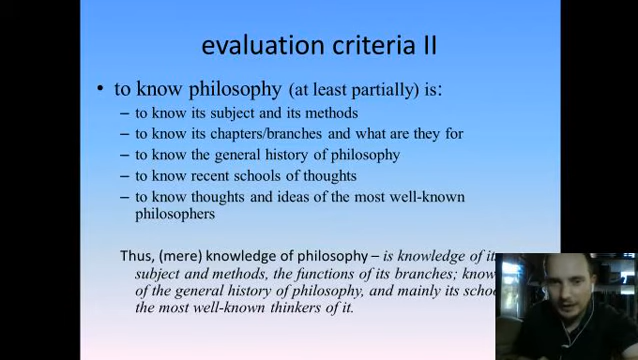 evaluation criteria II
• to know philosophy (at least partially) is:
– to know its subject and its methods
– to know its chapters/branches and what are they for
– to know the general history of philosophy
– to know recent schools of thoughts
– to know thoughts and ideas of the most well-known
philosophers
Thus, (mere) knowledge of philosophy – is knowledge of its
subject and methods, the functions of its branches;
of the general history of philosophy, and mainly its
the most well-known thinkers of it.